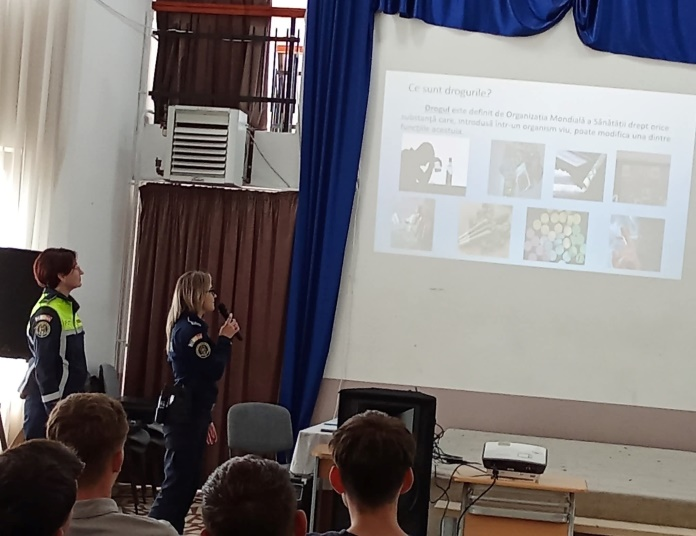 Ce sunt drogurile?
Drogul este definit de Organizatia Mondială a Sănătății drept orice
substanță care, introdusă într-un organism viu, poate modifica una dintre
funcțiile acestuia.